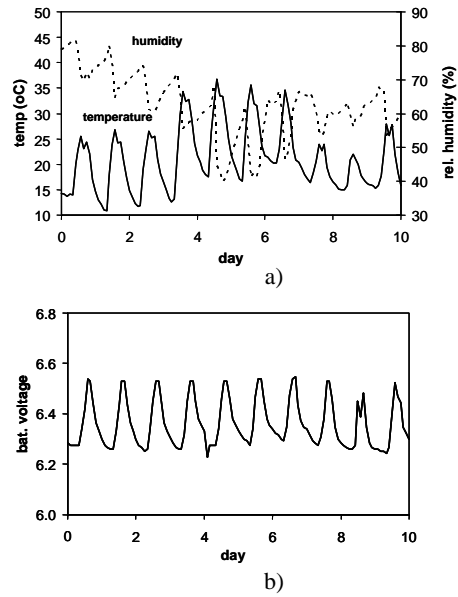 50
45
40
35
30
25
20
15
10
temp (oC)
humidity
temperature
90
80
70
60
50
40
30
rel. humidity (%)
0 2 4 6 8 10
day
a)
6.8
6.6
6.4
6.2
6.0
bat. voltage
0 2 4 6 8 10
day
b)